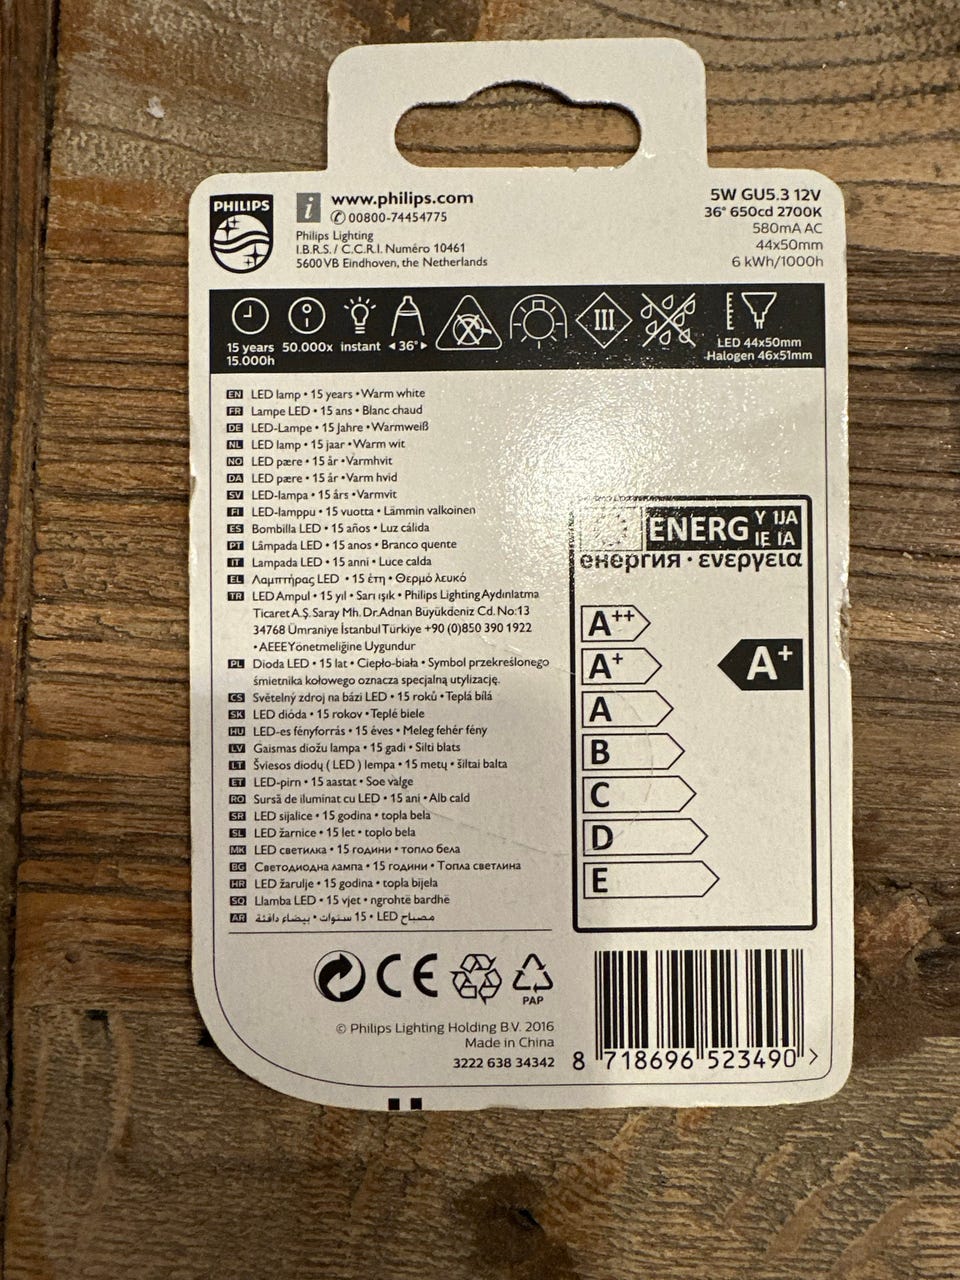 PHILIPS
i www.philips.com
✆ 00800-74454775
Philips Lighting
I.B.R.S. / C.C.R.I. Numéro 10461
5600 VB Eindhoven, the Netherlands
5W GU5.3 12V
36° 650cd 2700K
580mA AC
44x50mm
6 kWh/1000h
15 years
15.000h
50.000x
instant
◄ 36° ►
III
LED 44x50mm
Halogen 46x51mm
EN LED lamp • 15 years • Warm white
FR Lampe LED • 15 ans • Blanc chaud
DE LED-Lampe • 15 Jahre • Warmweiß
NL LED lamp • 15 jaar • Warm wit
NO LED pære • 15 år • Varmhvit
DA LED pære • 15 år • Varm hvid
SV LED-lampa • 15 års • Varmvit
FI LED-lamppu • 15 vuotta • Lämmin valkoinen
ES Bombilla LED • 15 años • Luz cálida
PT Lâmpada LED • 15 anos • Branco quente
IT Lampada LED • 15 anni • Luce calda
EL Λαμπτήρας LED • 15 έτη • Θερμό λευκό
TR LED Ampul • 15 yıl • Sarı ışık • Philips Lighting Aydınlatma
Ticaret A.Ş. Saray Mh. Dr. Adnan Büyükdeniz Cd. No:13
34768 Ümraniye İstanbul Türkiye +90 (0)850 390 1922
• AEEE Yönetmeliğine Uygundur
PL Dioda LED • 15 lat • Ciepło-biała • Symbol przekreślonego
śmietnika kołowego oznacza specjalną utylizację.
CS Světelný zdroj na bázi LED • 15 roků • Teplá bílá
SK LED dióda • 15 rokov • Teplé biele
HU LED-es fényforrás • 15 éves • Meleg fehér fény
LV Gaismas diožu lampa • 15 gadi • Silti blats
LT Šviesos diodų ( LED ) lempa • 15 metų • šiltai balta
ET LED-pirn • 15 aastat • Soe valge
RO Sursă de iluminat cu LED • 15 ani • Alb cald
SR LED sijalice • 15 godina • topla bela
SL LED žarnice • 15 let • toplo bela
MK LED светилка • 15 години • топло бела
BG Светодиодна лампа • 15 години • Топла светлина
HR LED žarulje • 15 godina • topla bijela
SQ Llamba LED • 15 vjet • ngrohtë bardhë
AR مصباح LED • 15 سنوات • بيضاء دافئة
ENERG Y IJA
IE IA
енергия · ενεργεια
A++
A+
A+
A
B
C
D
E
CE
PAP
© Philips Lighting Holding B.V. 2016
Made in China
3222 638 34342
8 718696 523490 >